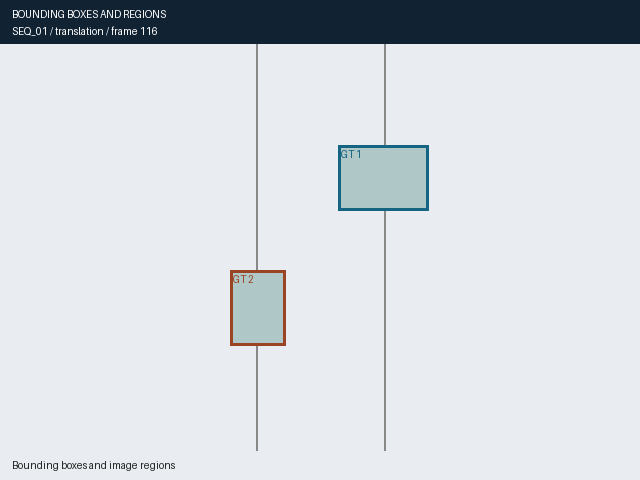 BOUNDING BOXES AND REGIONS
SEQ_01 / translation / frame 116
GT 1
GT 2
Bounding boxes and image regions